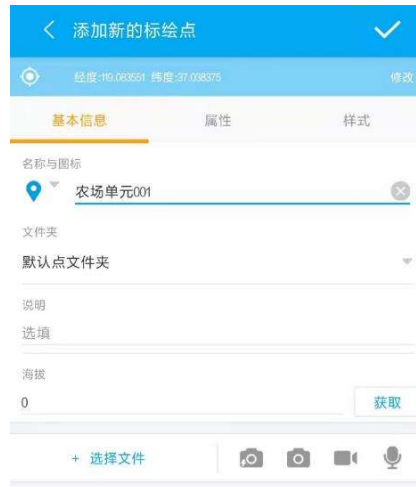 添加新的标绘点
经度:119.083551 纬度:37.038375 修改
基本信息 属性 样式
名称与图标
农场单元001
文件夹
默认点文件夹
说明
选填
海拔
0 获取
+ 选择文件